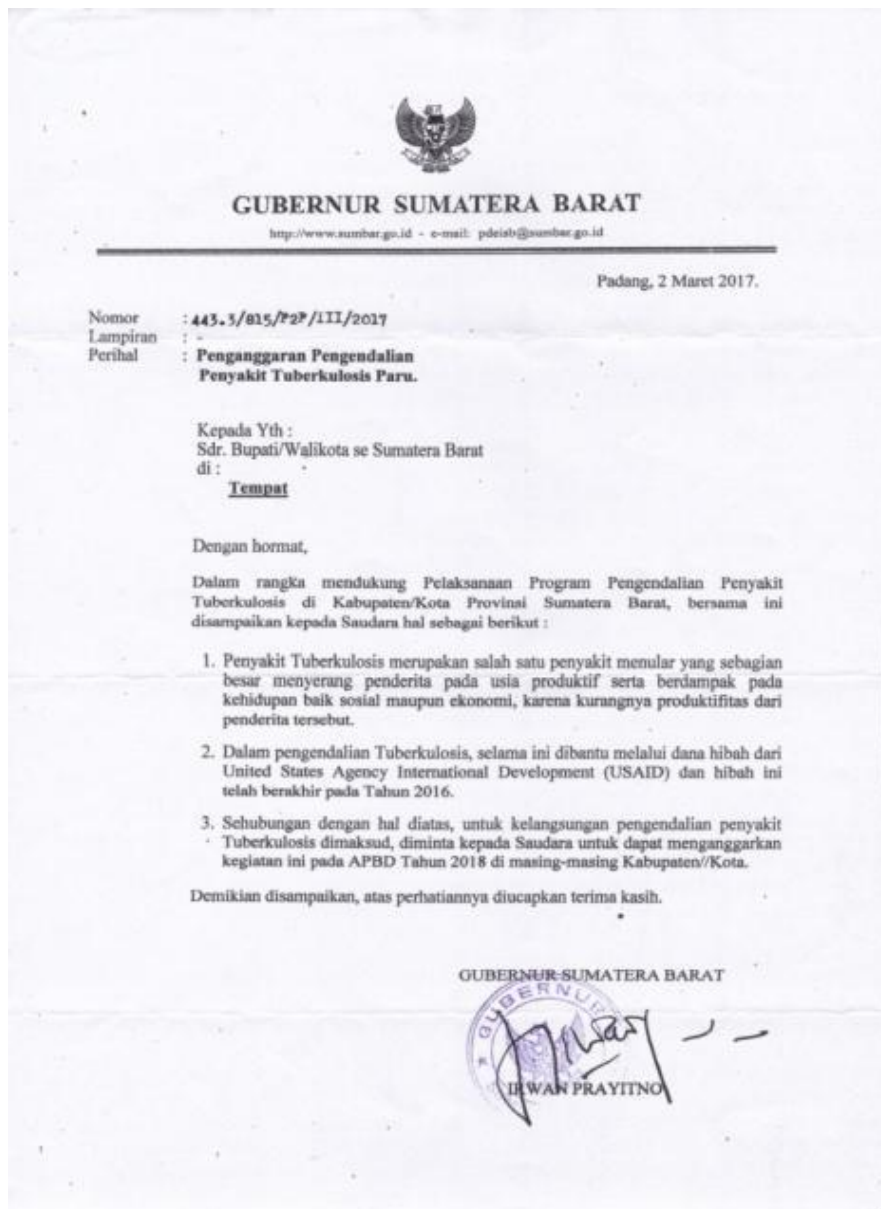 GUBERNUR SUMATERA BARAT
http://www.sumbar.go.id - e-mail: pdeisb@sumbar.go.id
Padang, 2 Maret 2017.
Nomor : 443.3/815/P2P/III/2017
Lampiran : -
Perihal : Penganggaran Pengendalian
Penyakit Tuberkulosis Paru.
Kepada Yth :
Sdr. Bupati/Walikota se Sumatera Barat
di :
Tempat
Dengan hormat,
Dalam rangka mendukung Pelaksanaan Program Pengendalian Penyakit
Tuberkulosis di Kabupaten/Kota Provinsi Sumatera Barat, bersama ini
disampaikan kepada Saudara hal sebagai berikut :
1. Penyakit Tuberkulosis merupakan salah satu penyakit menular yang sebagian
besar menyerang penderita pada usia produktif serta berdampak pada
kehidupan baik sosial maupun ekonomi, karena kurangnya produktifitas dari
penderita tersebut.
2. Dalam pengendalian Tuberkulosis, selama ini dibantu melalui dana hibah dari
United States Agency International Development (USAID) dan hibah ini
telah berakhir pada Tahun 2016.
3. Sehubungan dengan hal diatas, untuk kelangsungan pengendalian penyakit
Tuberkulosis dimaksud, diminta kepada Saudara untuk dapat menganggarkan
kegiatan ini pada APBD Tahun 2018 di masing-masing Kabupaten//Kota.
Demikian disampaikan, atas perhatiannya diucapkan terima kasih.
GUBERNUR SUMATERA BARAT
GUBERNUR
IRWAN PRAYITNO